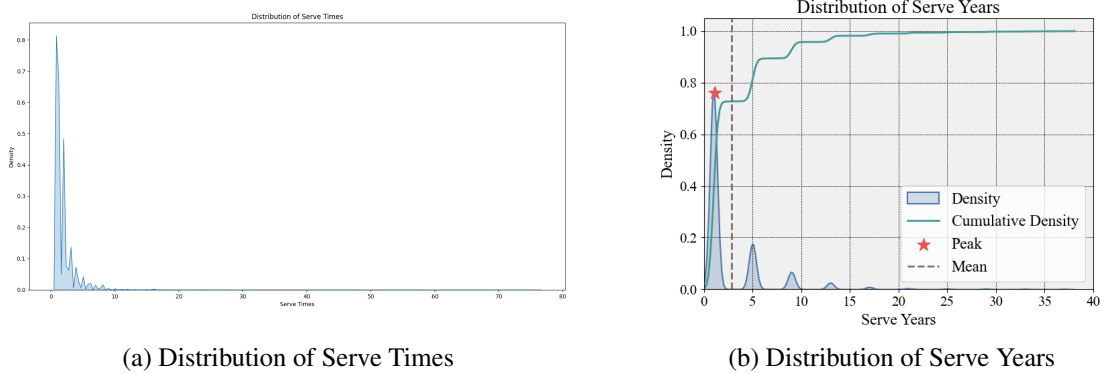 Distribution of Serve Times
Density
0.8
0.7
0.6
0.5
0.4
0.3
0.2
0.1
0.0
0 10 20 30 40 50 60 70 80
Serve Times
(a) Distribution of Serve Times
Distribution of Serve Years
Density
1.0
0.8
0.6
0.4
0.2
0.0
Density
Cumulative Density
Peak
Mean
0 5 10 15 20 25 30 35 40
Serve Years
(b) Distribution of Serve Years